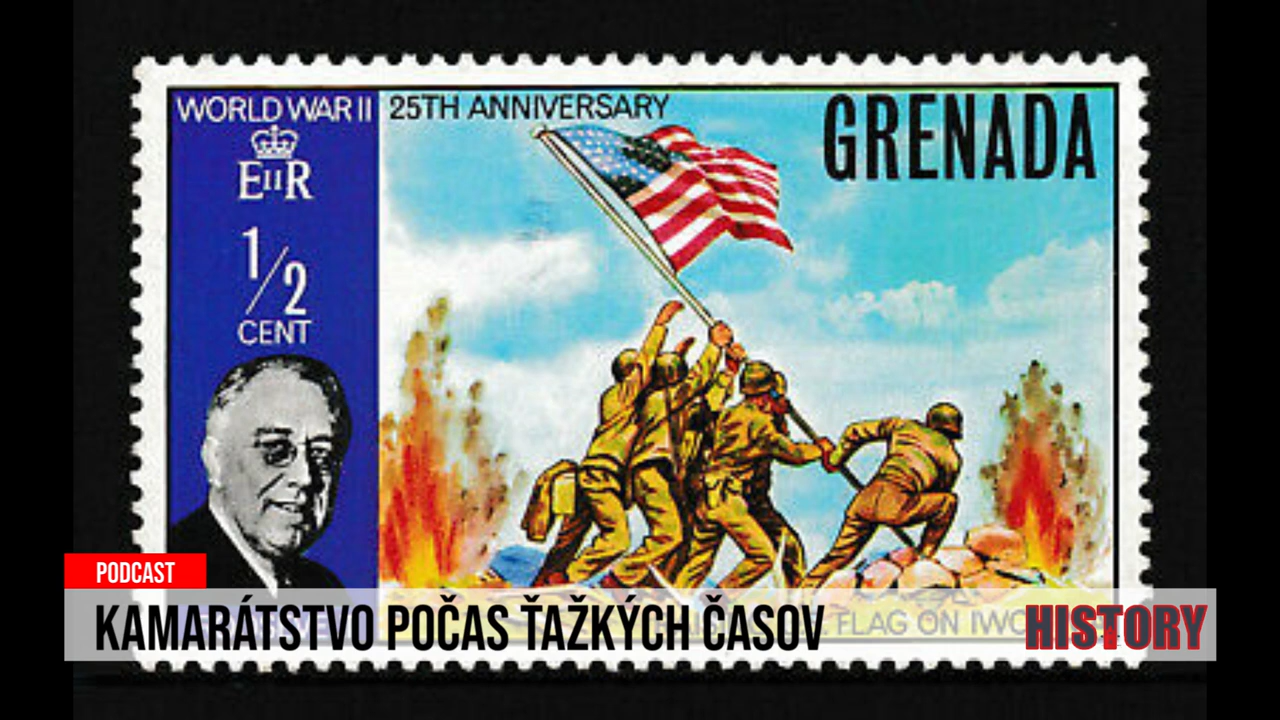 WORLD WAR II
25TH ANNIVERSARY
GRENADA
EIIR
1/2
CENT
PODCAST
KAMARÁTSTVO POČAS ŤAŽKÝCH ČASOV
FLAG ON IWO
HISTORY